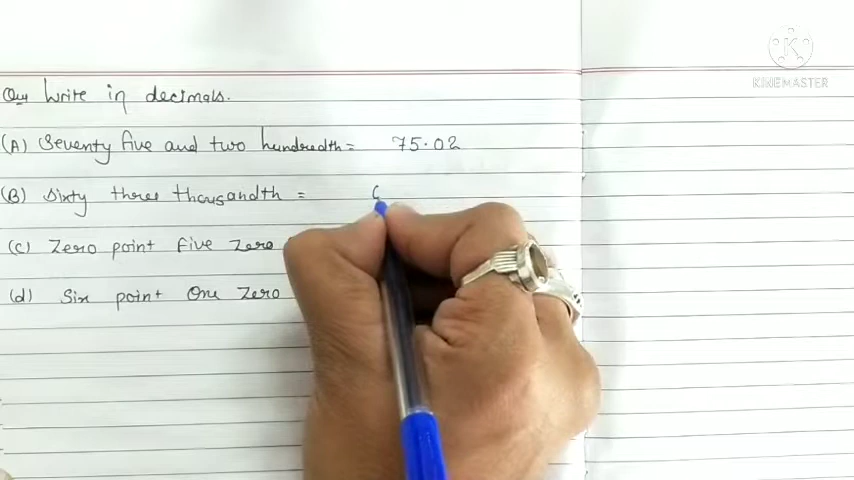 Que Write in decimals.
(A) Seventy five and two hundredth = 75.02
(B) Sixty three thousandth =
(C) Zero point five zero
(d) Six point One Zero
K
KINEMASTER